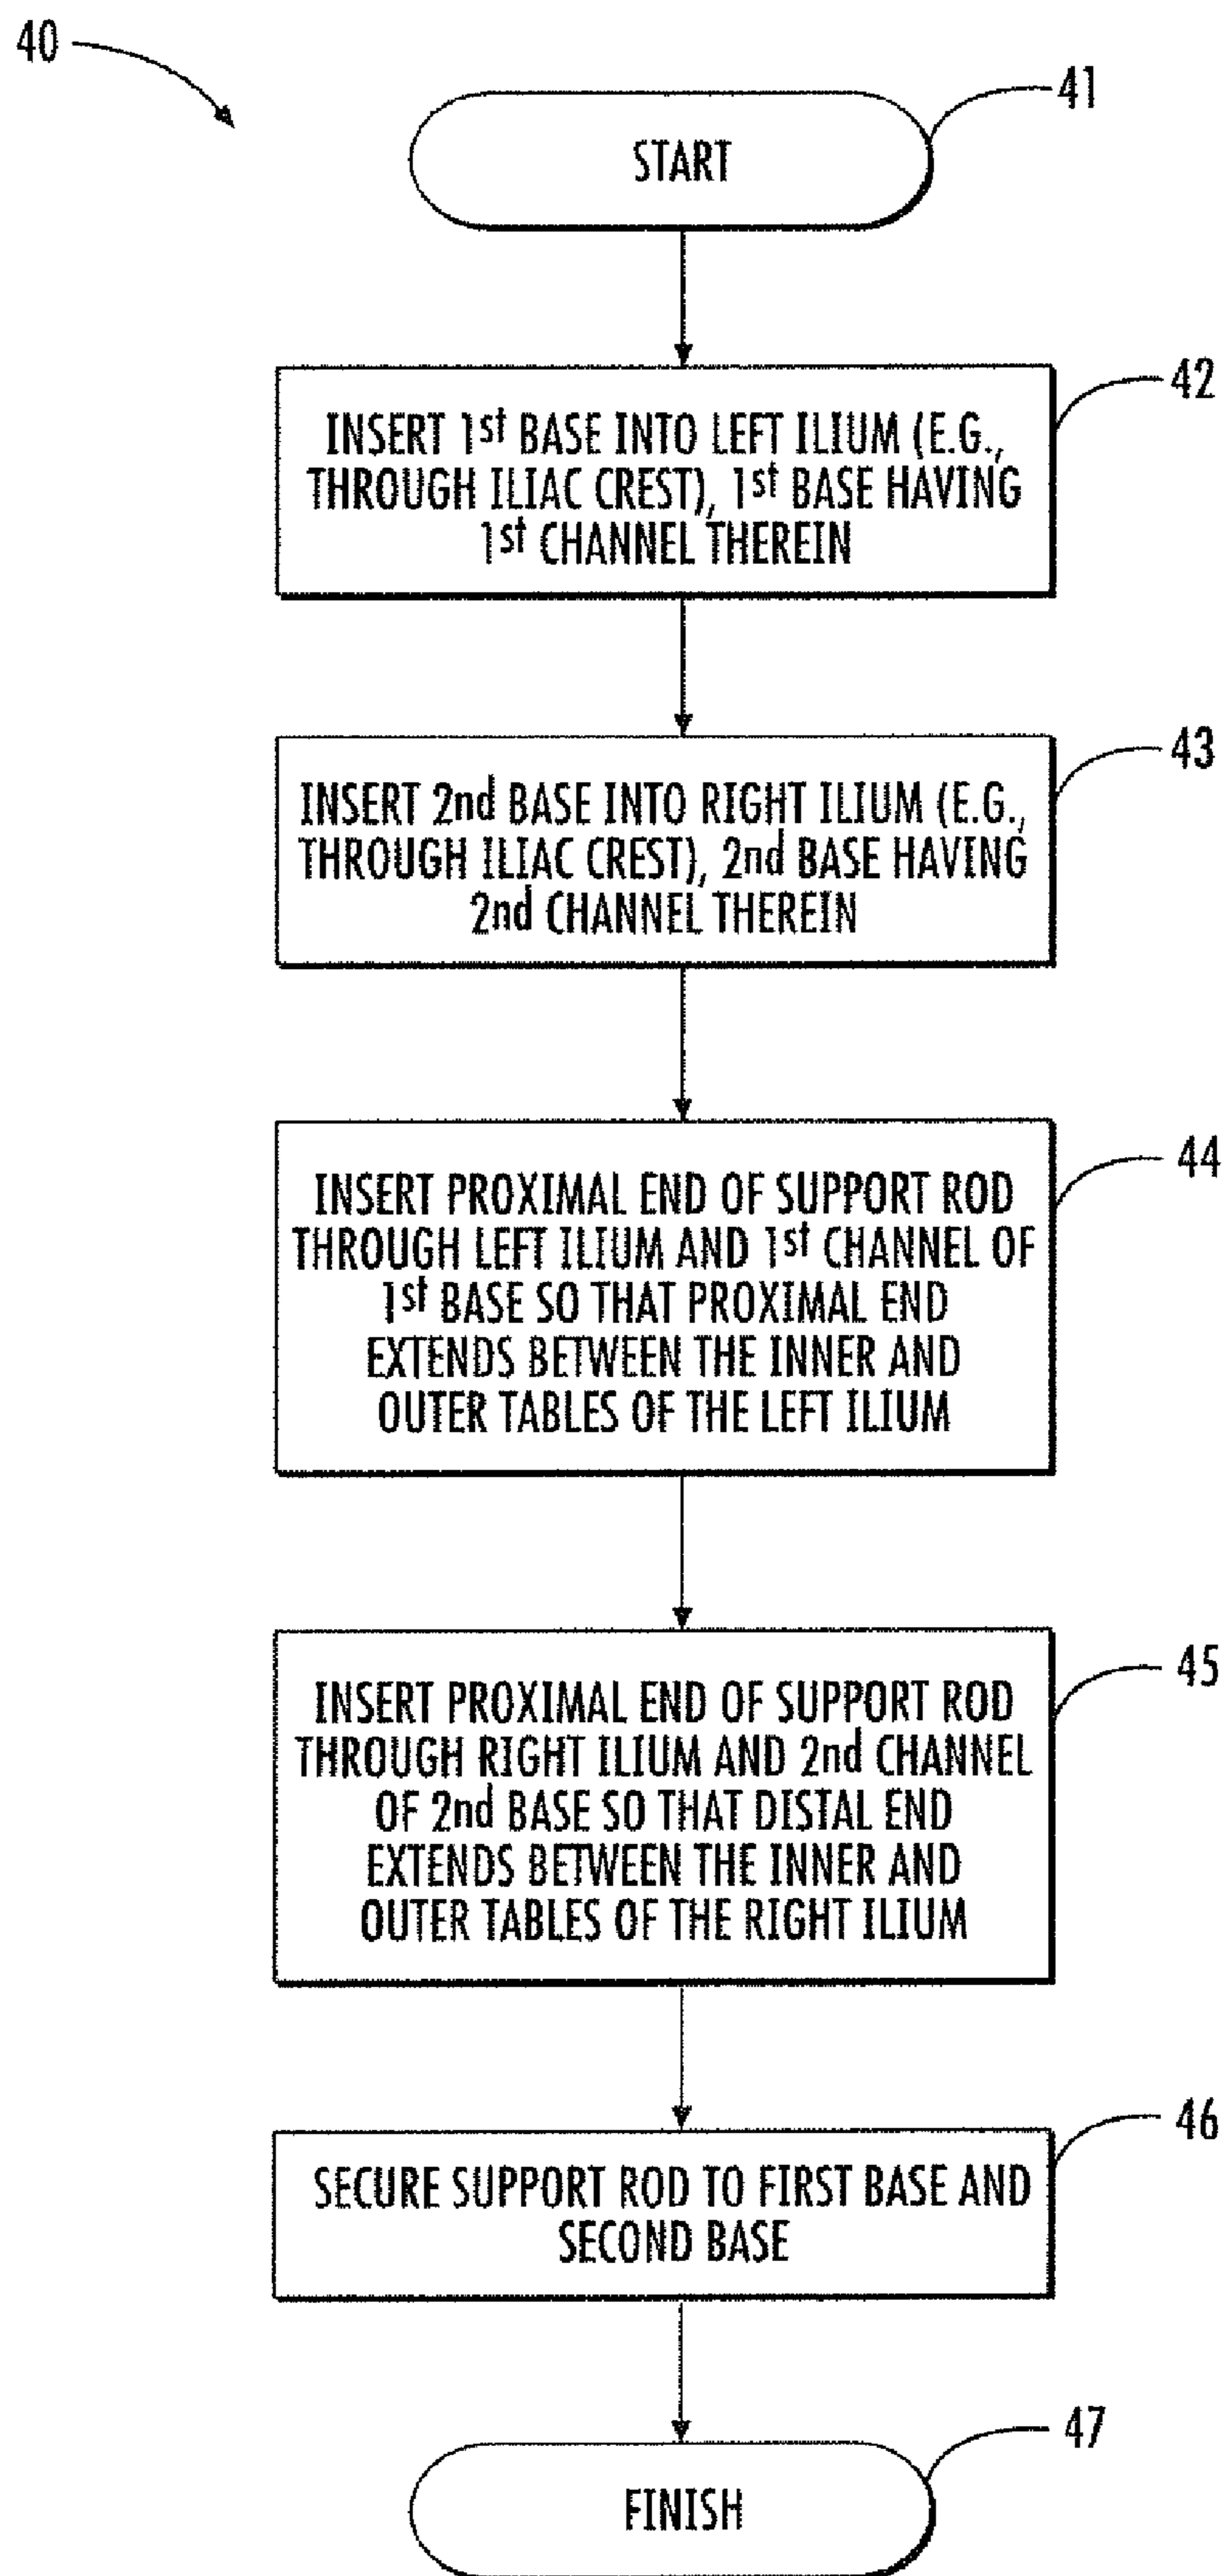 40
41
START
42
INSERT 1st BASE INTO LEFT ILIUM (E.G.,
THROUGH ILIAC CREST), 1st BASE HAVING
1st CHANNEL THEREIN
43
INSERT 2nd BASE INTO RIGHT ILIUM (E.G.,
THROUGH ILIAC CREST), 2nd BASE HAVING
2nd CHANNEL THEREIN
44
INSERT PROXIMAL END OF SUPPORT ROD
THROUGH LEFT ILIUM AND 1st CHANNEL OF
1st BASE SO THAT PROXIMAL END
EXTENDS BETWEEN THE INNER AND
OUTER TABLES OF THE LEFT ILIUM
45
INSERT PROXIMAL END OF SUPPORT ROD
THROUGH RIGHT ILIUM AND 2nd CHANNEL
OF 2nd BASE SO THAT DISTAL END
EXTENDS BETWEEN THE INNER AND
OUTER TABLES OF THE RIGHT ILIUM
46
SECURE SUPPORT ROD TO FIRST BASE AND
SECOND BASE
47
FINISH